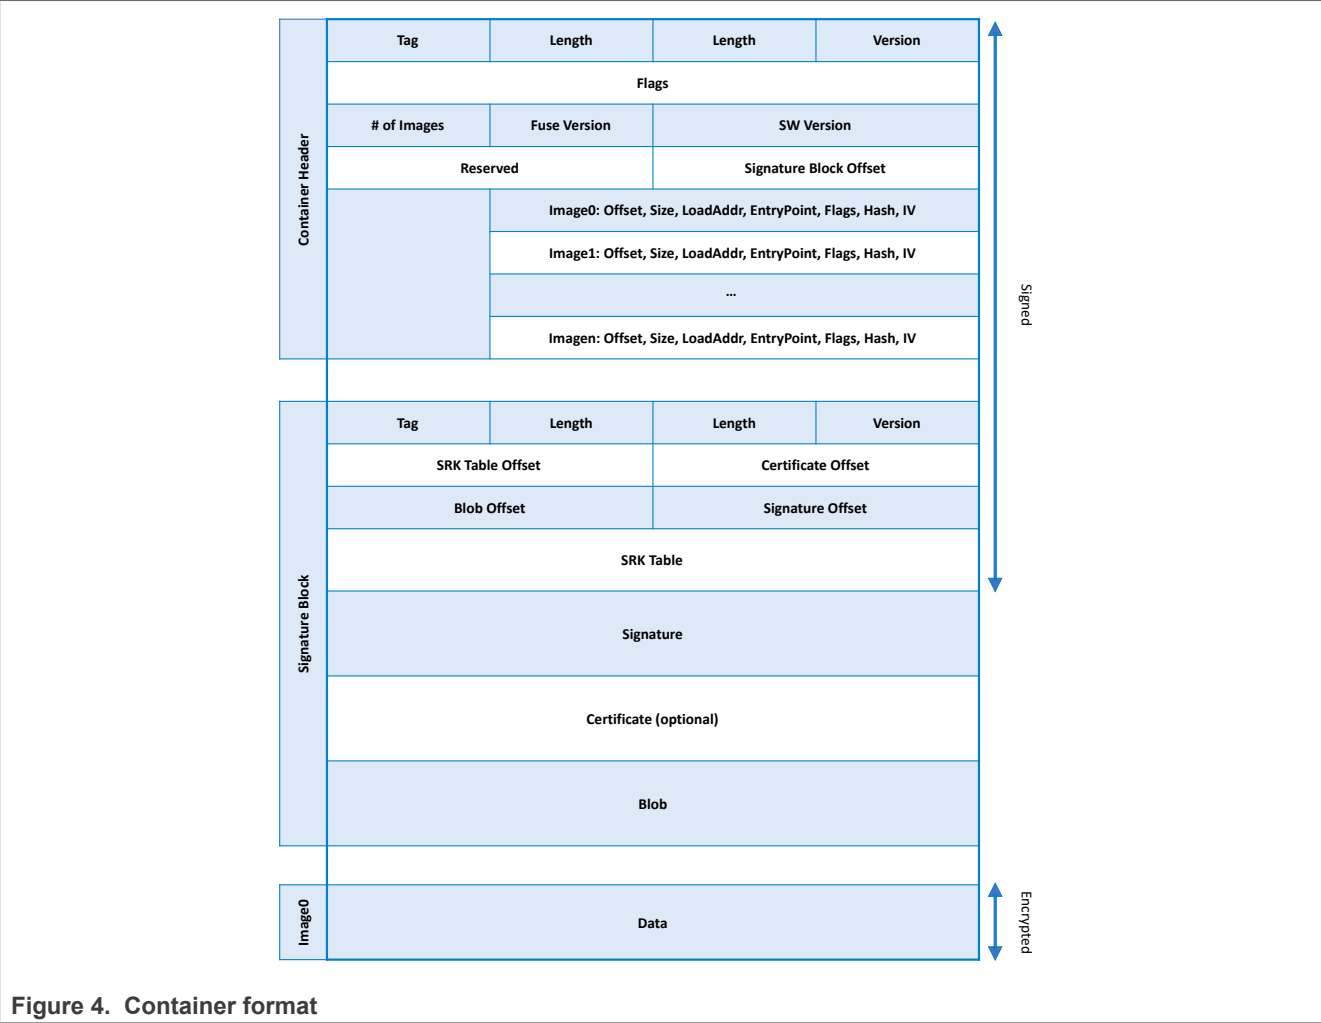 Container Header
Tag Length Length Version
Flags
# of Images Fuse Version SW Version
Reserved Signature Block Offset
Image0: Offset, Size, LoadAddr, EntryPoint, Flags, Hash, IV
Image1: Offset, Size, LoadAddr, EntryPoint, Flags, Hash, IV
...
Imagen: Offset, Size, LoadAddr, EntryPoint, Flags, Hash, IV
Signed
Signature Block
Tag Length Length Version
SRK Table Offset Certificate Offset
Blob Offset Signature Offset
SRK Table
Signature
Certificate (optional)
Blob
Image0
Data
Encrypted
Figure 4. Container format